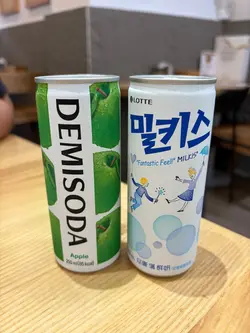 DEMISODA
Apple
LOTTE
밀키스
"Fantastic Feel!" MILKIS